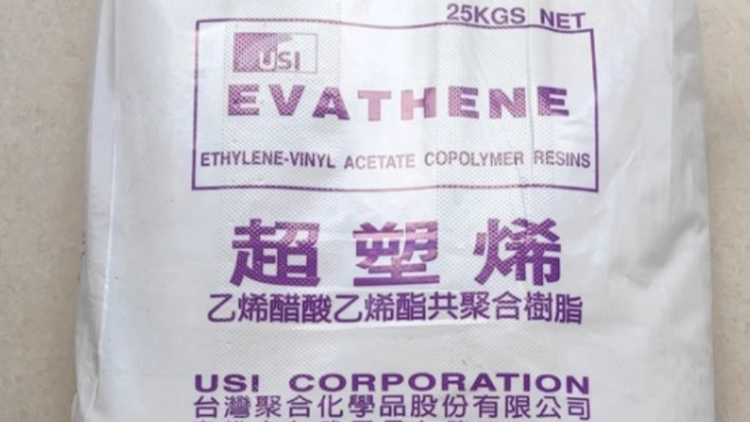 25KGS NET
USI
EVATHENE
ETHYLENE-VINYL ACETATE COPOLYMER RESINS
超塑烯
乙烯醋酸乙烯酯共聚合樹脂
USI CORPORATION
台灣聚合化學品股份有限公司